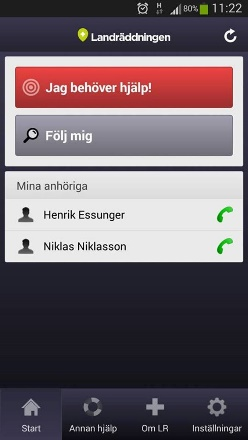 H
80% 11:22
Landräddningen
Jag behöver hjälp!
Följ mig
Mina anhöriga
Henrik Essunger
Niklas Niklasson
Start Annan hjälp Om LR Inställningar